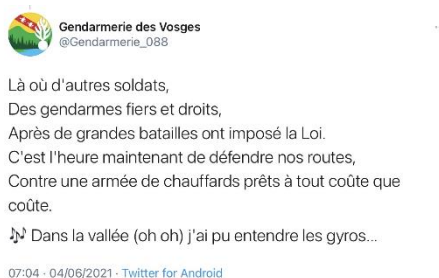 Gendarmerie des Vosges
@Gendarmerie_088
Là où d'autres soldats,
Des gendarmes fiers et droits,
Après de grandes batailles ont imposé la Loi.
C'est l'heure maintenant de défendre nos routes,
Contre une armée de chauffards prêts à tout coûte que
coûte.
🎶 Dans la vallée (oh oh) j'ai pu entendre les gyros...
07:04 · 04/06/2021 · Twitter for Android